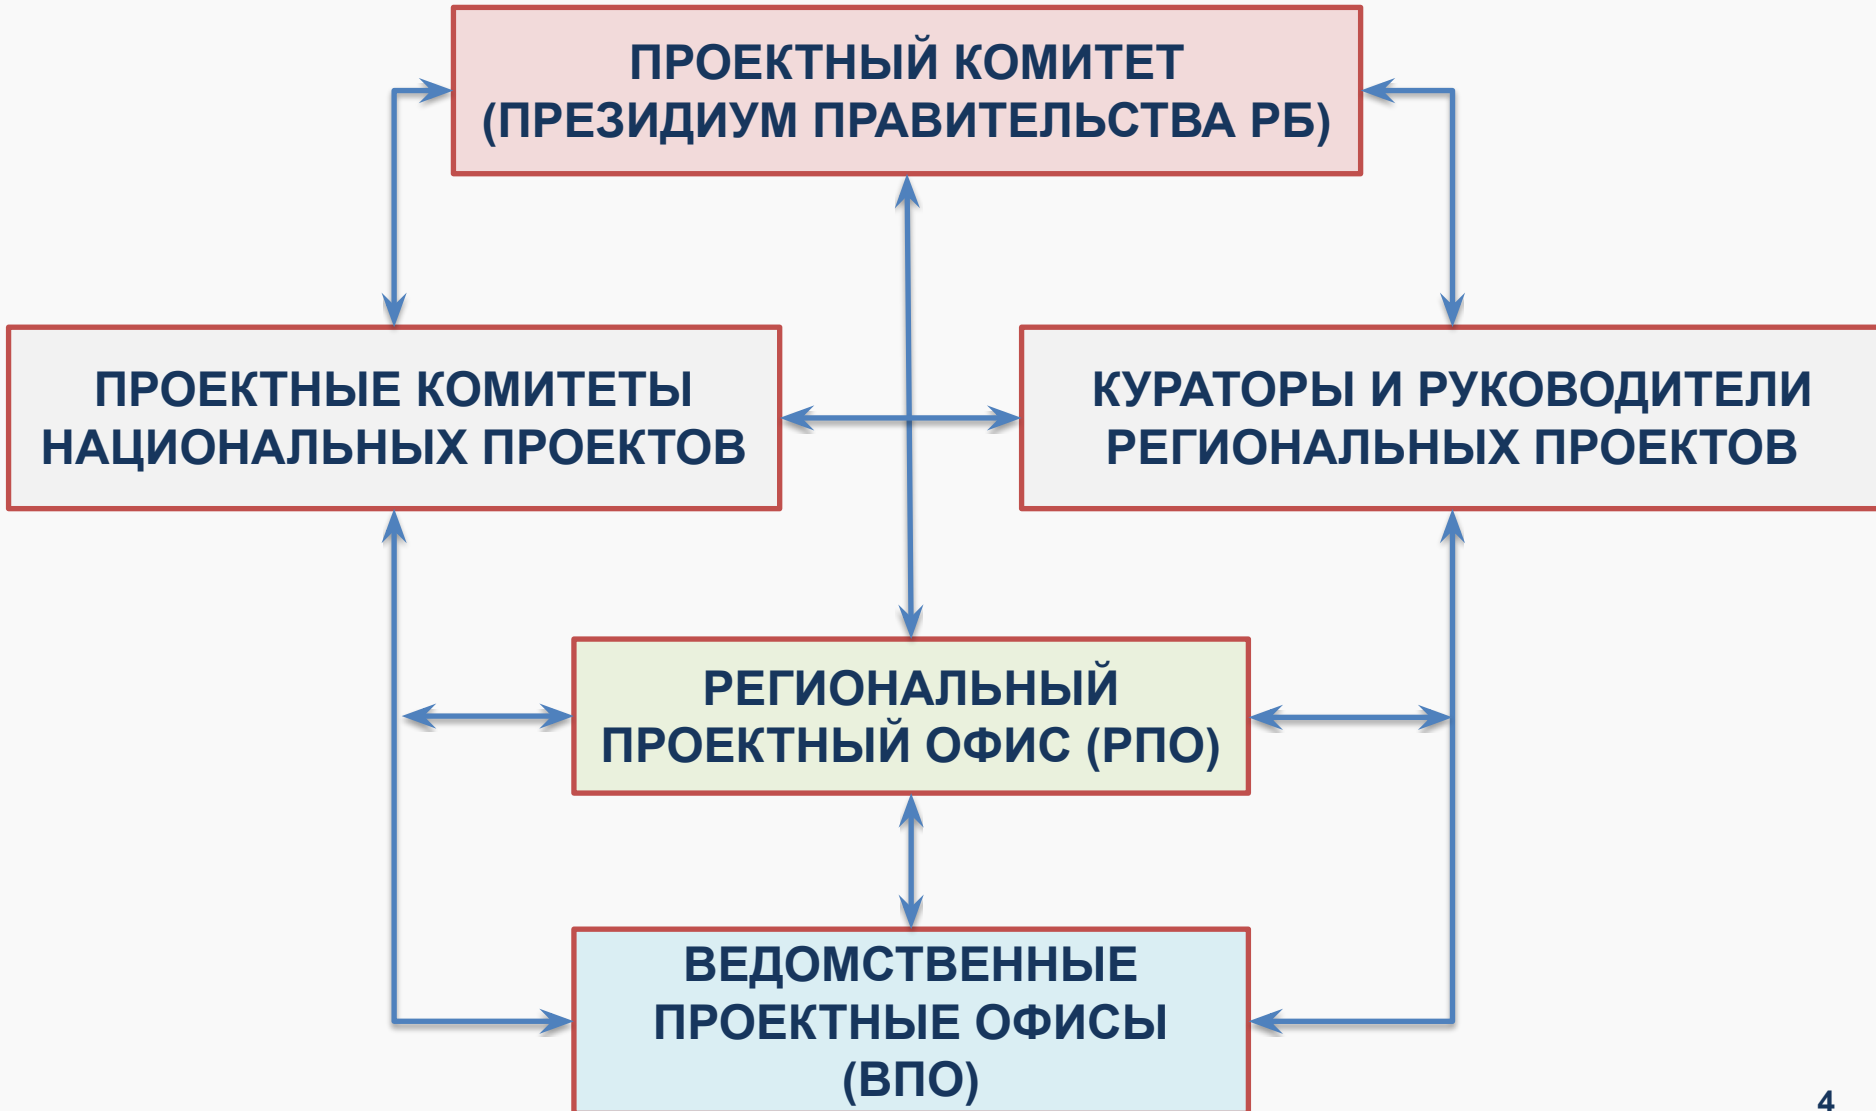 ПРОЕКТНЫЙ КОМИТЕТ
(ПРЕЗИДИУМ ПРАВИТЕЛЬСТВА РБ)
ПРОЕКТНЫЕ КОМИТЕТЫ
НАЦИОНАЛЬНЫХ ПРОЕКТОВ
КУРАТОРЫ И РУКОВОДИТЕЛИ
РЕГИОНАЛЬНЫХ ПРОЕКТОВ
РЕГИОНАЛЬНЫЙ
ПРОЕКТНЫЙ ОФИС (РПО)
ВЕДОМСТВЕННЫЕ
ПРОЕКТНЫЕ ОФИСЫ
(ВПО)
4